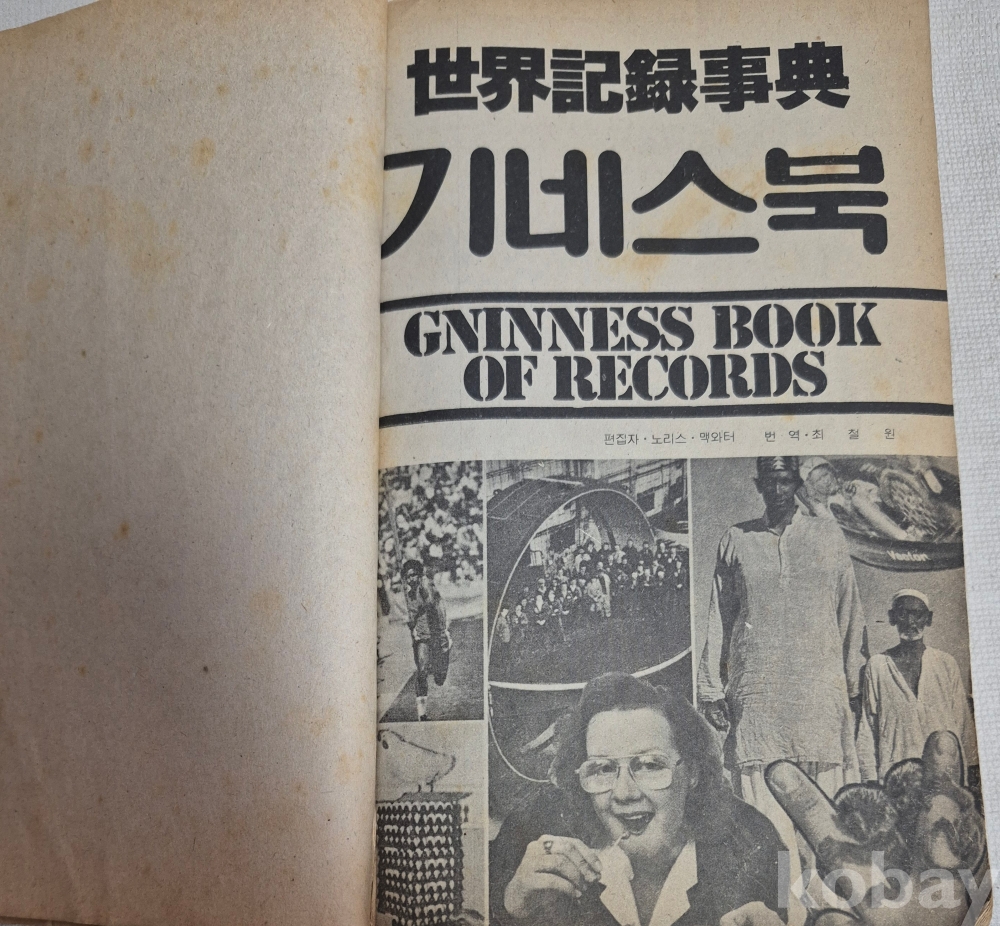 世界記録事典
기네스북
GNINNESS BOOK
OF RECORDS
편집자·노리스·맥와터 번역·최 철 원
kobay